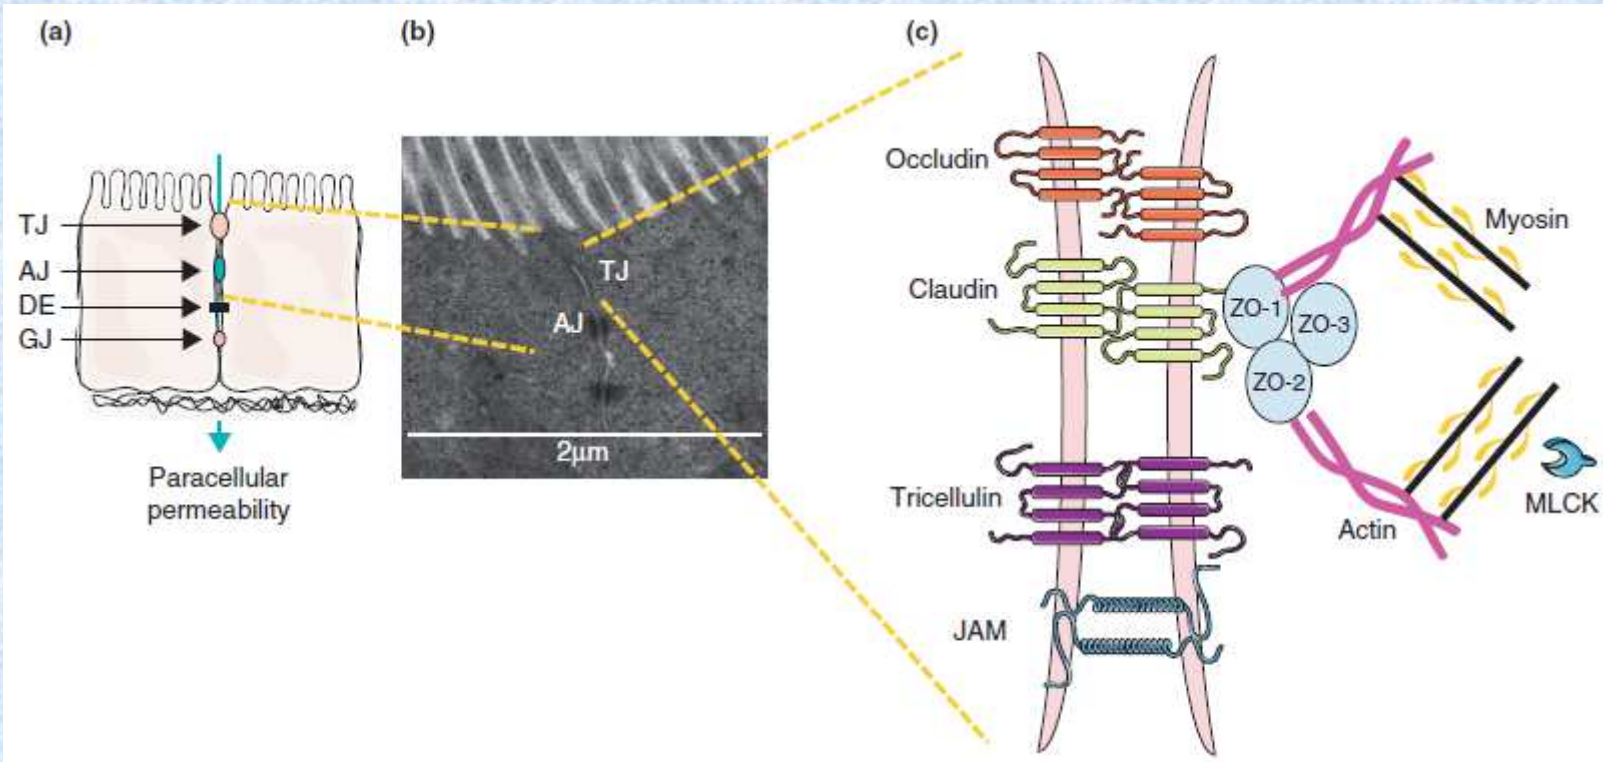 (a)
TJ
AJ
DE
GJ
Paracellular
permeability
(b)
TJ
AJ
2μm
(c)
Occludin
Claudin
Tricellulin
JAM
ZO-1
ZO-3
ZO-2
Myosin
Actin
MLCK